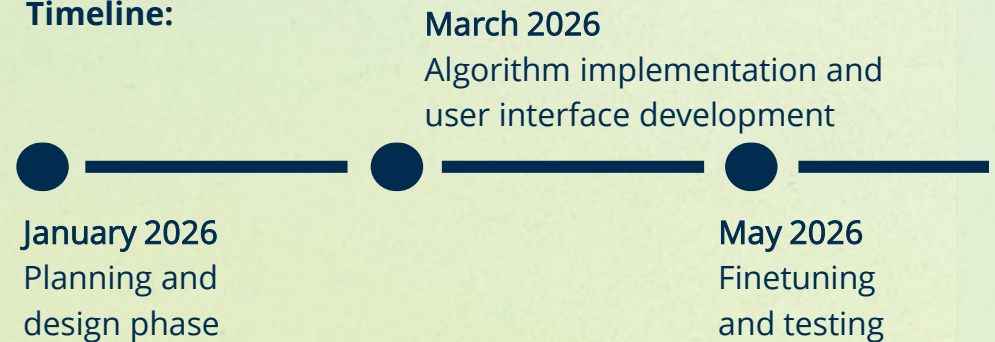 Timeline:
March 2026
Algorithm implementation and
user interface development
January 2026
Planning and
design phase
May 2026
Finetuning
and testing